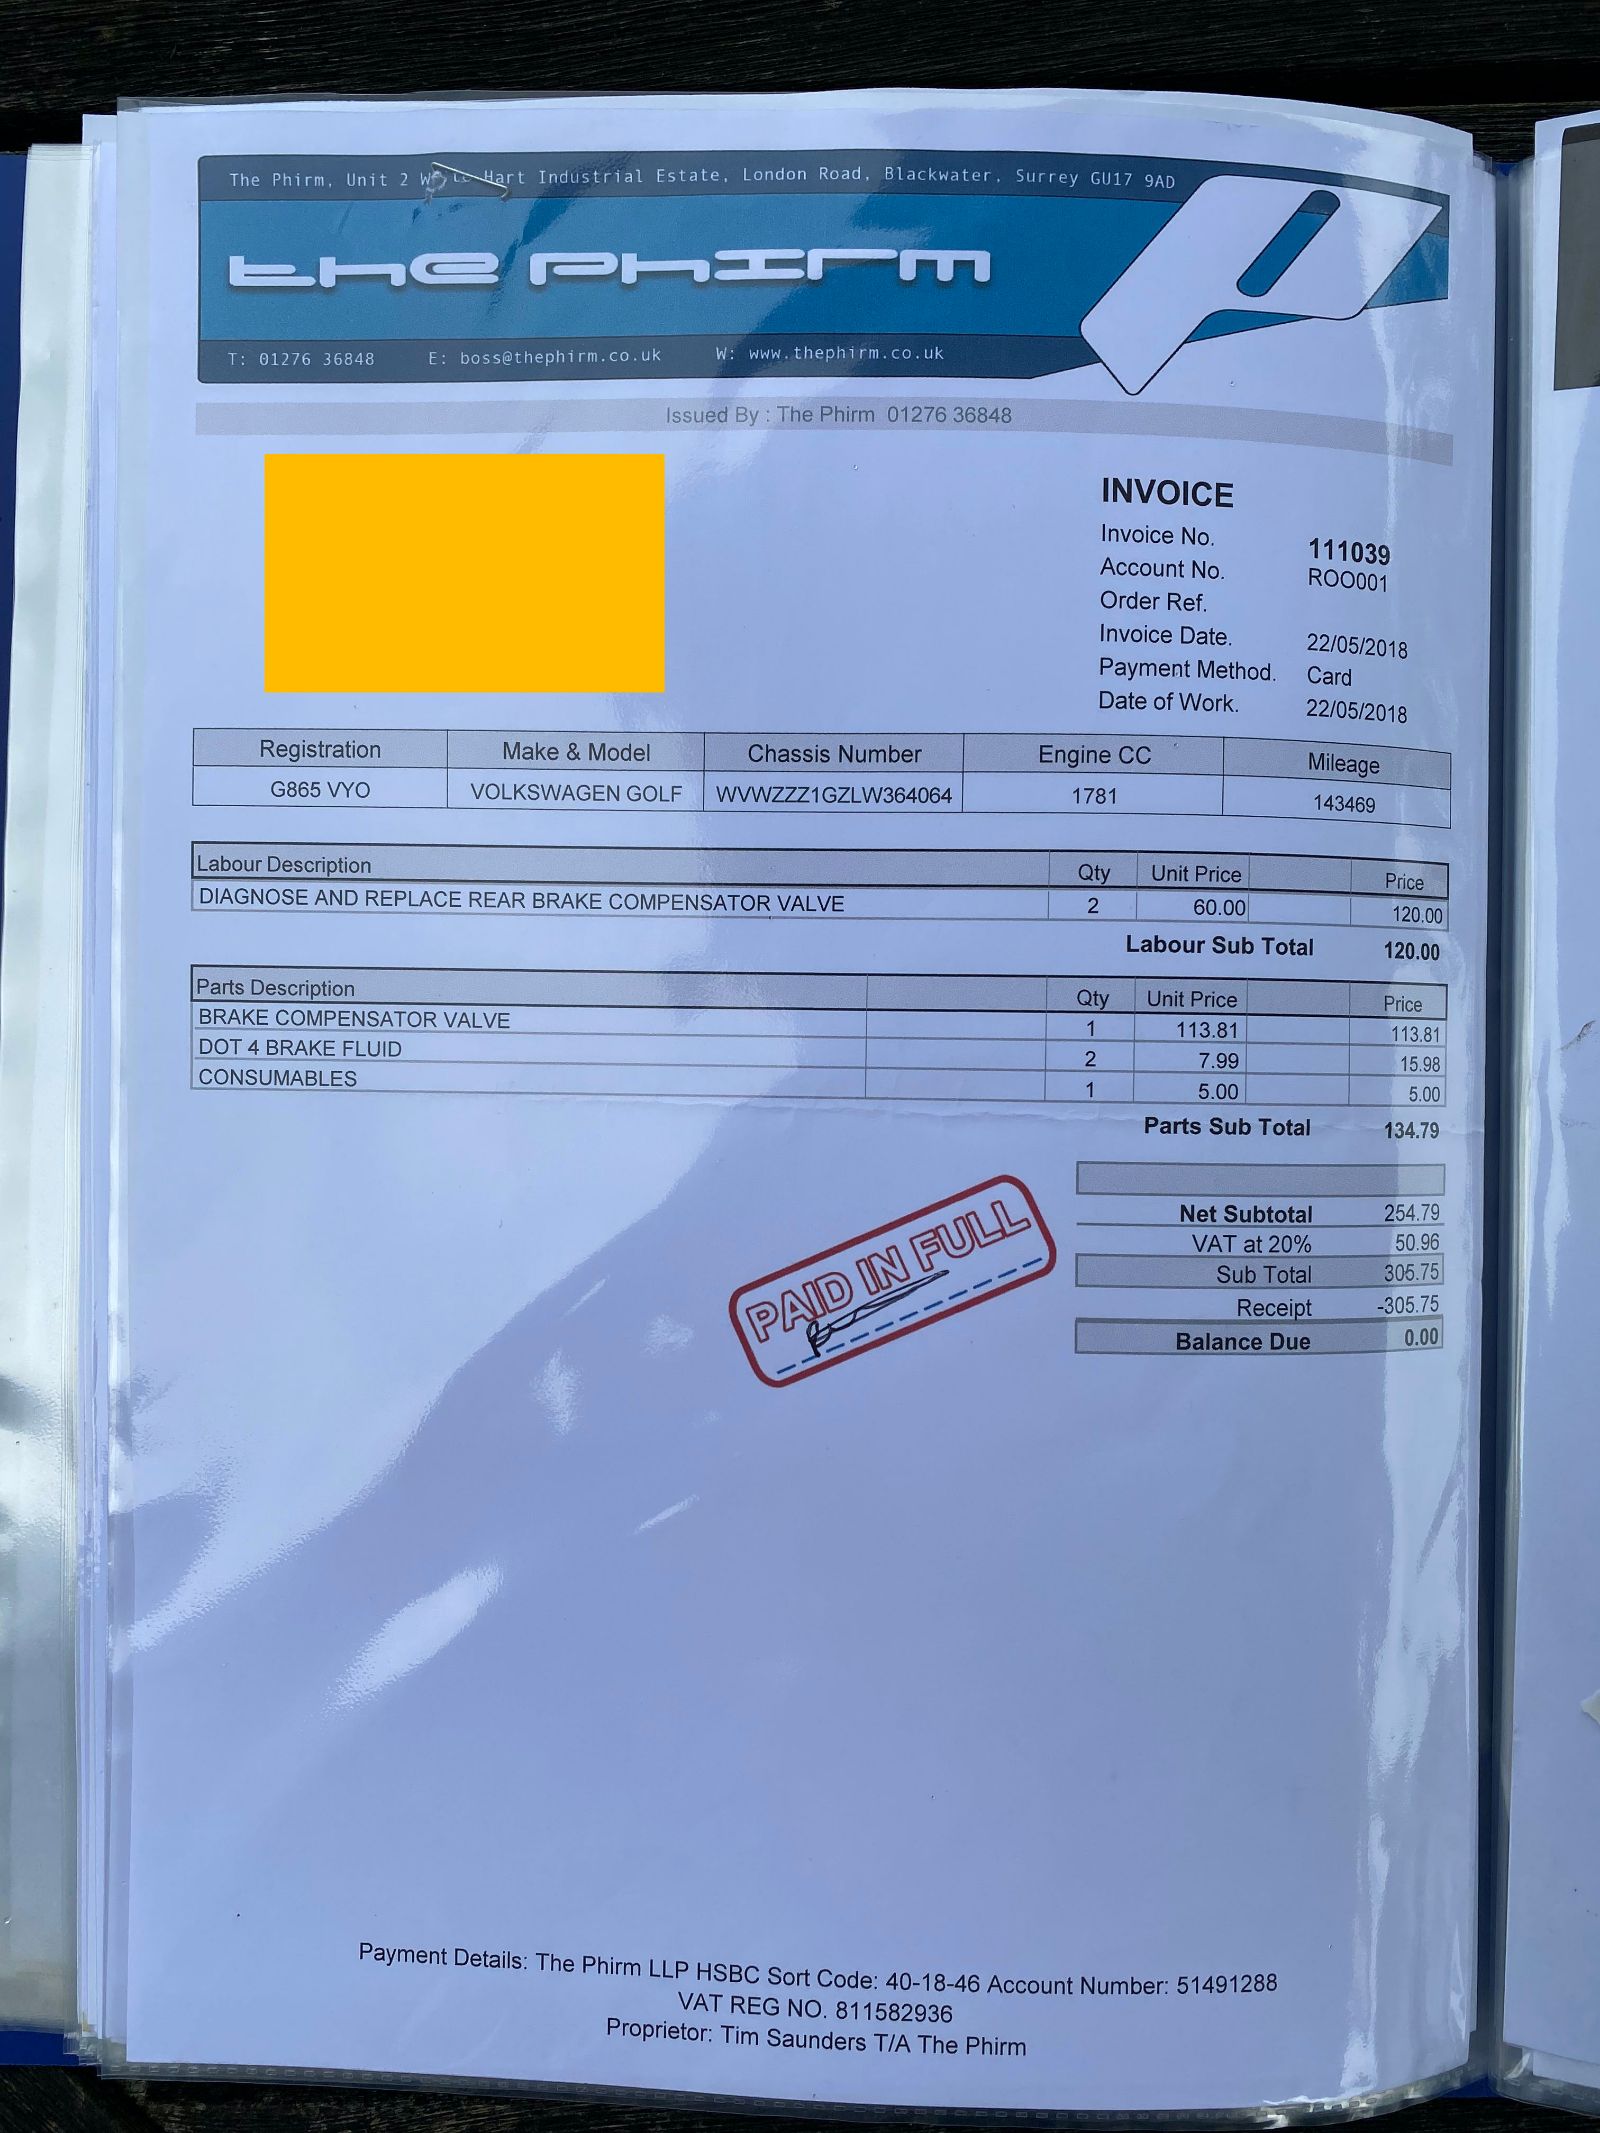 The Phirm, Unit 2 Hart Industrial Estate, London Road, Blackwater, Surrey GU17 9AD
the phirm
T: 01276 36848 E: boss@thephirm.co.uk W: www.thephirm.co.uk
Issued By : The Phirm 01276 36848
INVOICE
Invoice No. 111039
Account No. ROO001
Order Ref.
Invoice Date. 22/05/2018
Payment Method. Card
Date of Work. 22/05/2018
Registration Make & Model Chassis Number Engine CC Mileage
G865 VYO VOLKSWAGEN GOLF WVWZZZ1GZLW364064 1781 143469
Labour Description Qty Unit Price Price
DIAGNOSE AND REPLACE REAR BRAKE COMPENSATOR VALVE 2 60.00 120.00
Labour Sub Total 120.00
Parts Description Qty Unit Price Price
BRAKE COMPENSATOR VALVE 1 113.81 113.81
DOT 4 BRAKE FLUID 2 7.99 15.98
CONSUMABLES 1 5.00 5.00
Parts Sub Total 134.79
Net Subtotal 254.79
VAT at 20% 50.96
Sub Total 305.75
Receipt -305.75
Balance Due 0.00
PAID IN FULL
Payment Details: The Phirm LLP HSBC Sort Code: 40-18-46 Account Number: 51491288
VAT REG NO. 811582936
Proprietor: Tim Saunders T/A The Phirm